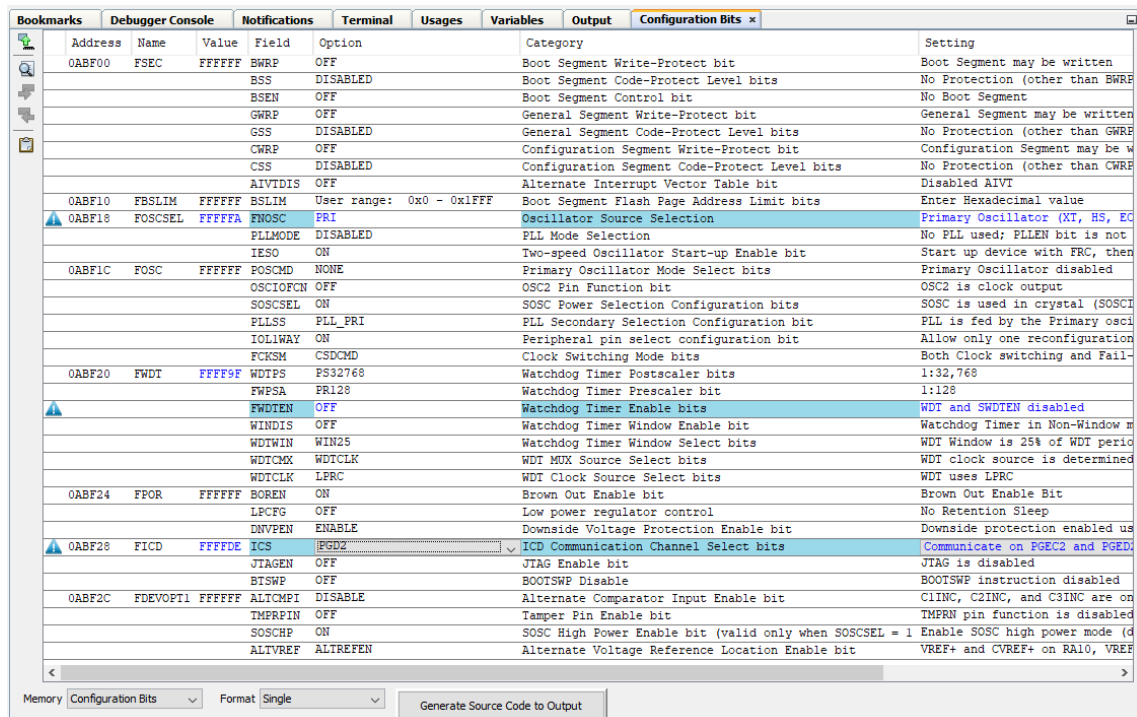 Bookmarks Debugger Console Notifications Terminal Usages Variables Output Configuration Bits ×
Address Name Value Field Option Category Setting
0ABF00 FSEC FFFFFF BWRP OFF Boot Segment Write-Protect bit Boot Segment may be written
BSS DISABLED Boot Segment Code-Protect Level bits No Protection (other than BWRP
BSEN OFF Boot Segment Control bit No Boot Segment
GWRP OFF General Segment Write-Protect bit General Segment may be written
GSS DISABLED General Segment Code-Protect Level bits No Protection (other than GWRP
CWRP OFF Configuration Segment Write-Protect bit Configuration Segment may be w
CSS DISABLED Configuration Segment Code-Protect Level bits No Protection (other than CWRP
AIVTDIS OFF Alternate Interrupt Vector Table bit Disabled AIVT
0ABF10 FBSLIM FFFFFF BSLIM User range: 0x0 - 0x1FFF Boot Segment Flash Page Address Limit bits Enter Hexadecimal value
0ABF18 FOSCSEL FFFFFA FNOSC PRI Oscillator Source Selection Primary Oscillator (XT, HS, EC
PLLMODE DISABLED PLL Mode Selection No PLL used; PLLEN bit is not
IESO ON Two-speed Oscillator Start-up Enable bit Start up device with FRC, then
0ABF1C FOSC FFFFFF POSCMD NONE Primary Oscillator Mode Select bits Primary Oscillator disabled
OSCIOFCN OFF OSC2 Pin Function bit OSC2 is clock output
SOSCSEL ON SOSC Power Selection Configuration bits SOSC is used in crystal (SOSCI
PLLSS PLL_PRI PLL Secondary Selection Configuration bit PLL is fed by the Primary osci
IOL1WAY ON Peripheral pin select configuration bit Allow only one reconfiguration
FCKSM CSDCMD Clock Switching Mode bits Both Clock switching and Fail-
0ABF20 FWDT FFFF9F WDTPS PS32768 Watchdog Timer Postscaler bits 1:32,768
FWPSA PR128 Watchdog Timer Prescaler bit 1:128
FWDTEN OFF Watchdog Timer Enable bits WDT and SWDTEN disabled
WINDIS OFF Watchdog Timer Window Enable bit Watchdog Timer in Non-Window m
WDTWIN WIN25 Watchdog Timer Window Select bits WDT Window is 25% of WDT perio
WDTCMX WDTCLK WDT MUX Source Select bits WDT clock source is determined
WDTCLK LPRC WDT Clock Source Select bits WDT uses LPRC
0ABF24 FPOR FFFFFF BOREN ON Brown Out Enable bit Brown Out Enable Bit
LPCFG OFF Low power regulator control No Retention Sleep
DNVPEN ENABLE Downside Voltage Protection Enable bit Downside protection enabled us
0ABF28 FICD FFFFDE ICS PGD2 ICD Communication Channel Select bits Communicate on PGEC2 and PGED2
JTAGEN OFF JTAG Enable bit JTAG is disabled
BTSWP OFF BOOTSWP Disable BOOTSWP instruction disabled
0ABF2C FDEVOPT1 FFFFFF ALTCMPI DISABLE Alternate Comparator Input Enable bit C1INC, C2INC, and C3INC are on
TMPRPIN OFF Tamper Pin Enable bit TMPRN pin function is disabled
SOSCHP ON SOSC High Power Enable bit (valid only when SOSCSEL = 1 Enable SOSC high power mode (d
ALTVREF ALTREFEN Alternate Voltage Reference Location Enable bit VREF+ and CVREF+ on RA10, VREF
Memory Configuration Bits Format Single Generate Source Code to Output